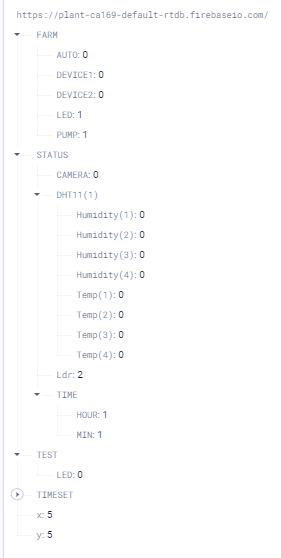 https://plant-ca169-default-rtdb.firebaseio.com/
FARM
AUTO: 0
DEVICE1: 0
DEVICE2: 0
LED: 1
PUMP: 1
STATUS
CAMERA: 0
DHT11(1)
Humidity(1): 0
Humidity(2): 0
Humidity(3): 0
Humidity(4): 0
Temp(1): 0
Temp(2): 0
Temp(3): 0
Temp(4): 0
Ldr: 2
TIME
HOUR: 1
MIN: 1
TEST
LED: 0
TIMESET
x: 5
y: 5